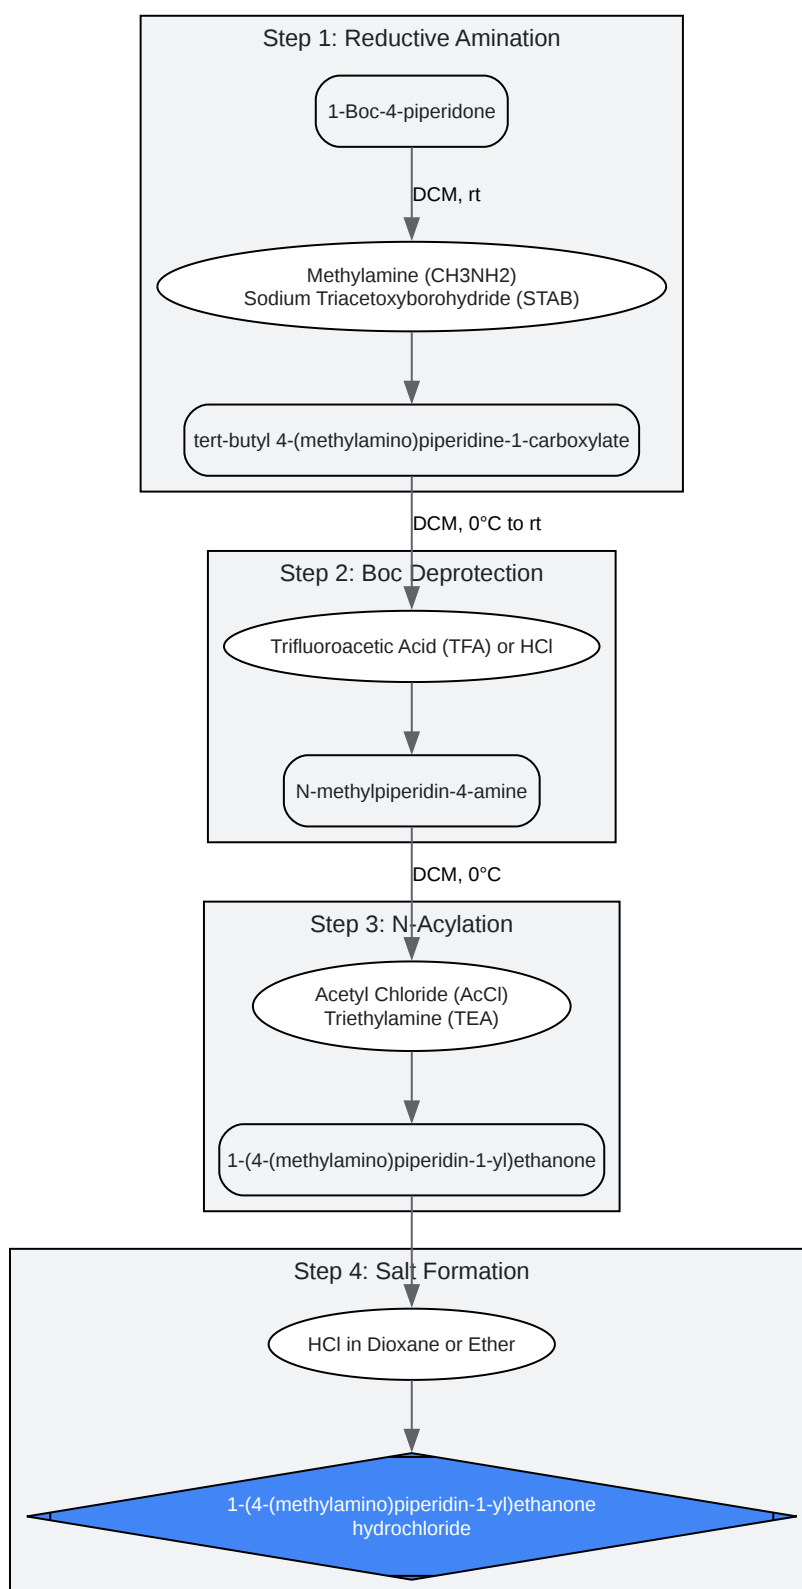 Step 1: Reductive Amination
1-Boc-4-piperidone
DCM, rt
Methylamine (CH3NH2)
Sodium Triacetoxyborohydride (STAB)
tert-butyl 4-(methylamino)piperidine-1-carboxylate
DCM, 0°C to rt
Step 2: Boc Deprotection
Trifluoroacetic Acid (TFA) or HCl
N-methylpiperidin-4-amine
DCM, 0°C
Step 3: N-Acylation
Acetyl Chloride (AcCl)
Triethylamine (TEA)
1-(4-(methylamino)piperidin-1-yl)ethanone
Step 4: Salt Formation
HCl in Dioxane or Ether
1-(4-(methylamino)piperidin-1-yl)ethanone
hydrochloride